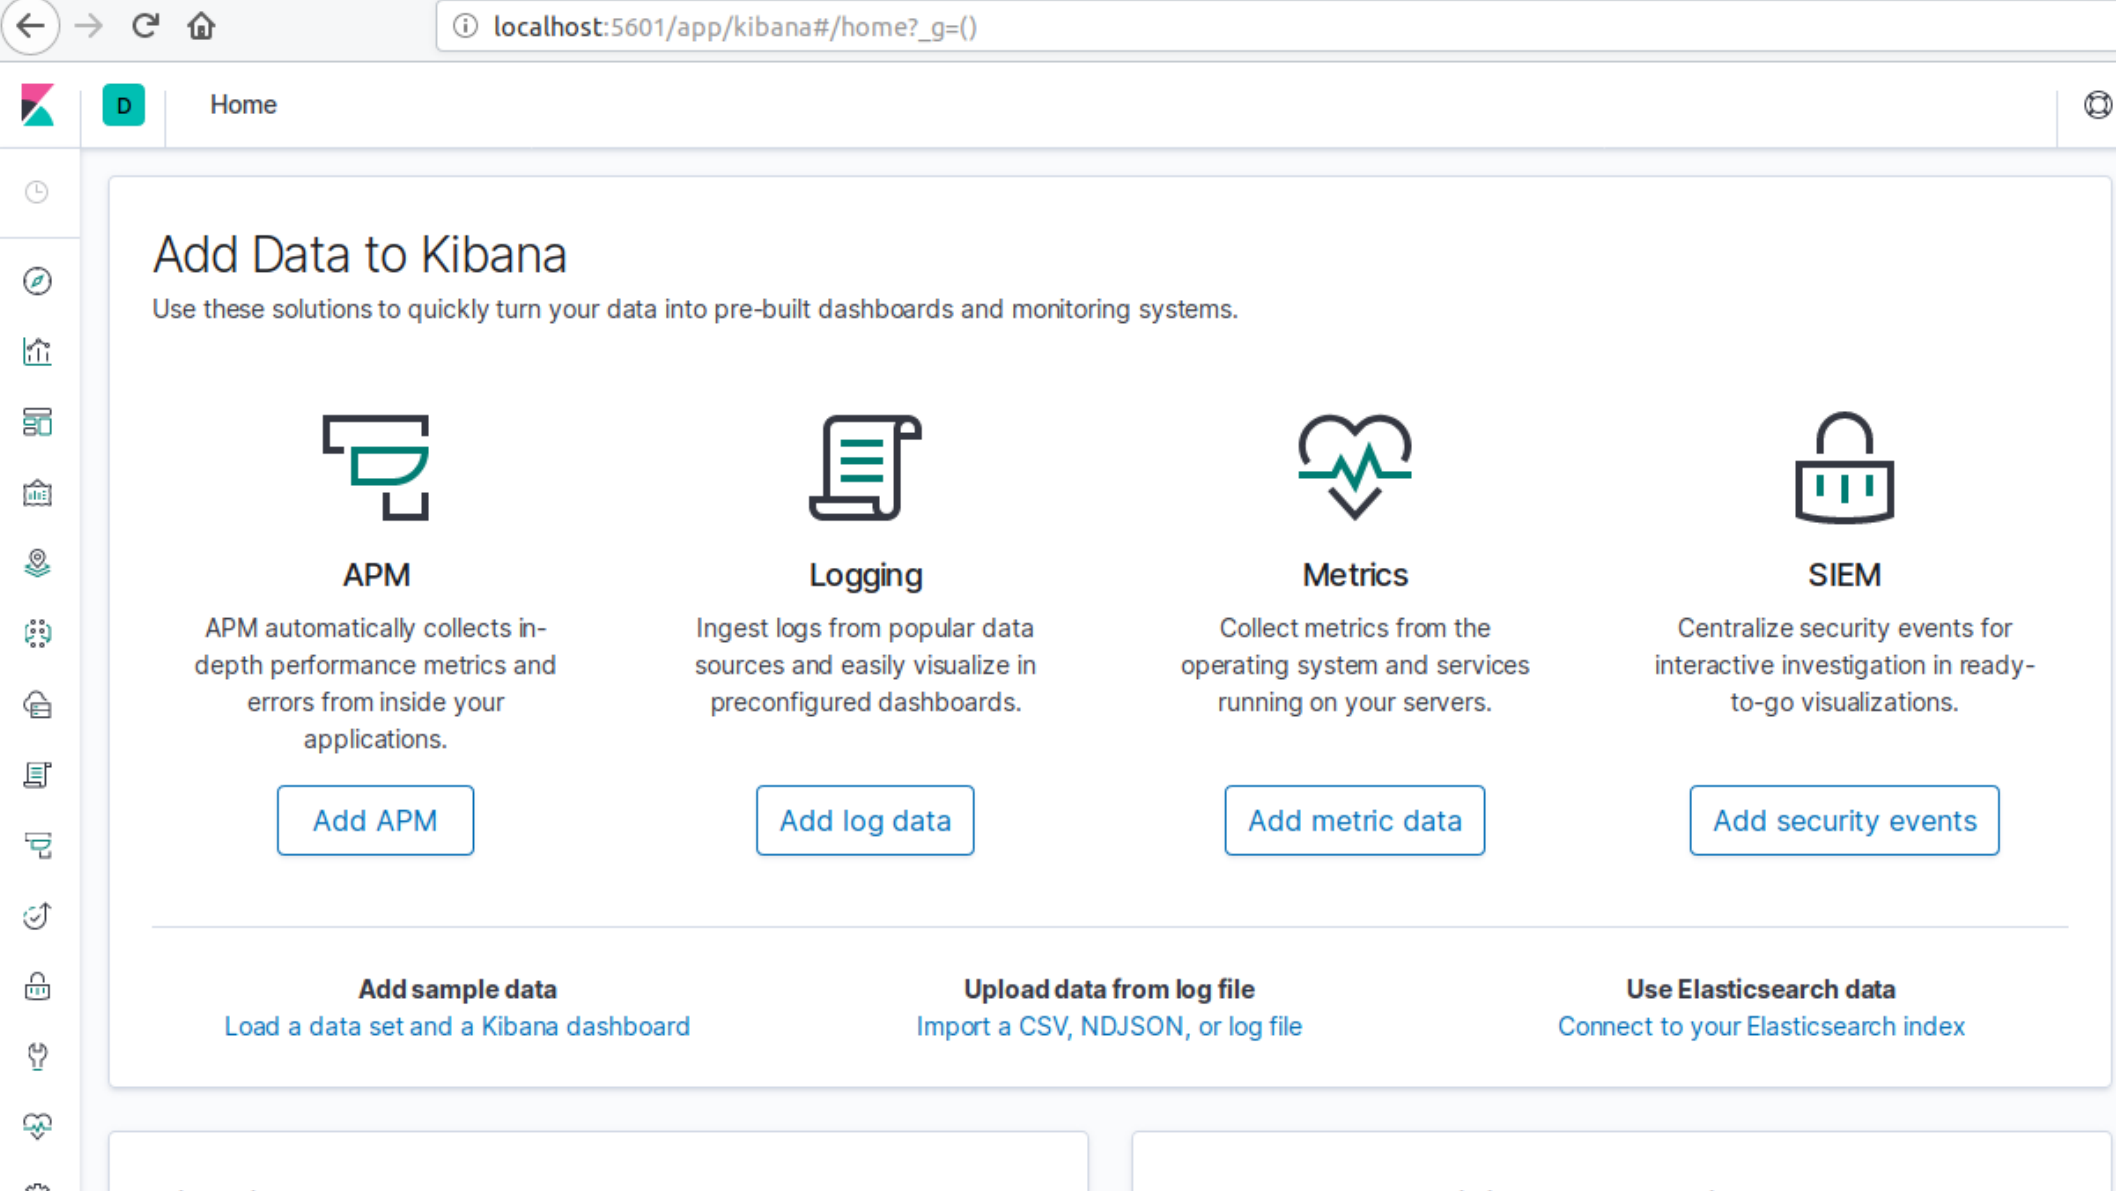 localhost:5601/app/kibana#/home?_g=()
D
Home
Add Data to Kibana
Use these solutions to quickly turn your data into pre-built dashboards and monitoring systems.
APM
APM automatically collects in-
depth performance metrics and
errors from inside your
applications.
Add APM
Logging
Ingest logs from popular data
sources and easily visualize in
preconfigured dashboards.
Add log data
Metrics
Collect metrics from the
operating system and services
running on your servers.
Add metric data
SIEM
Centralize security events for
interactive investigation in ready-
to-go visualizations.
Add security events
Add sample data
Load a data set and a Kibana dashboard
Upload data from log file
Import a CSV, NDJSON, or log file
Use Elasticsearch data
Connect to your Elasticsearch index